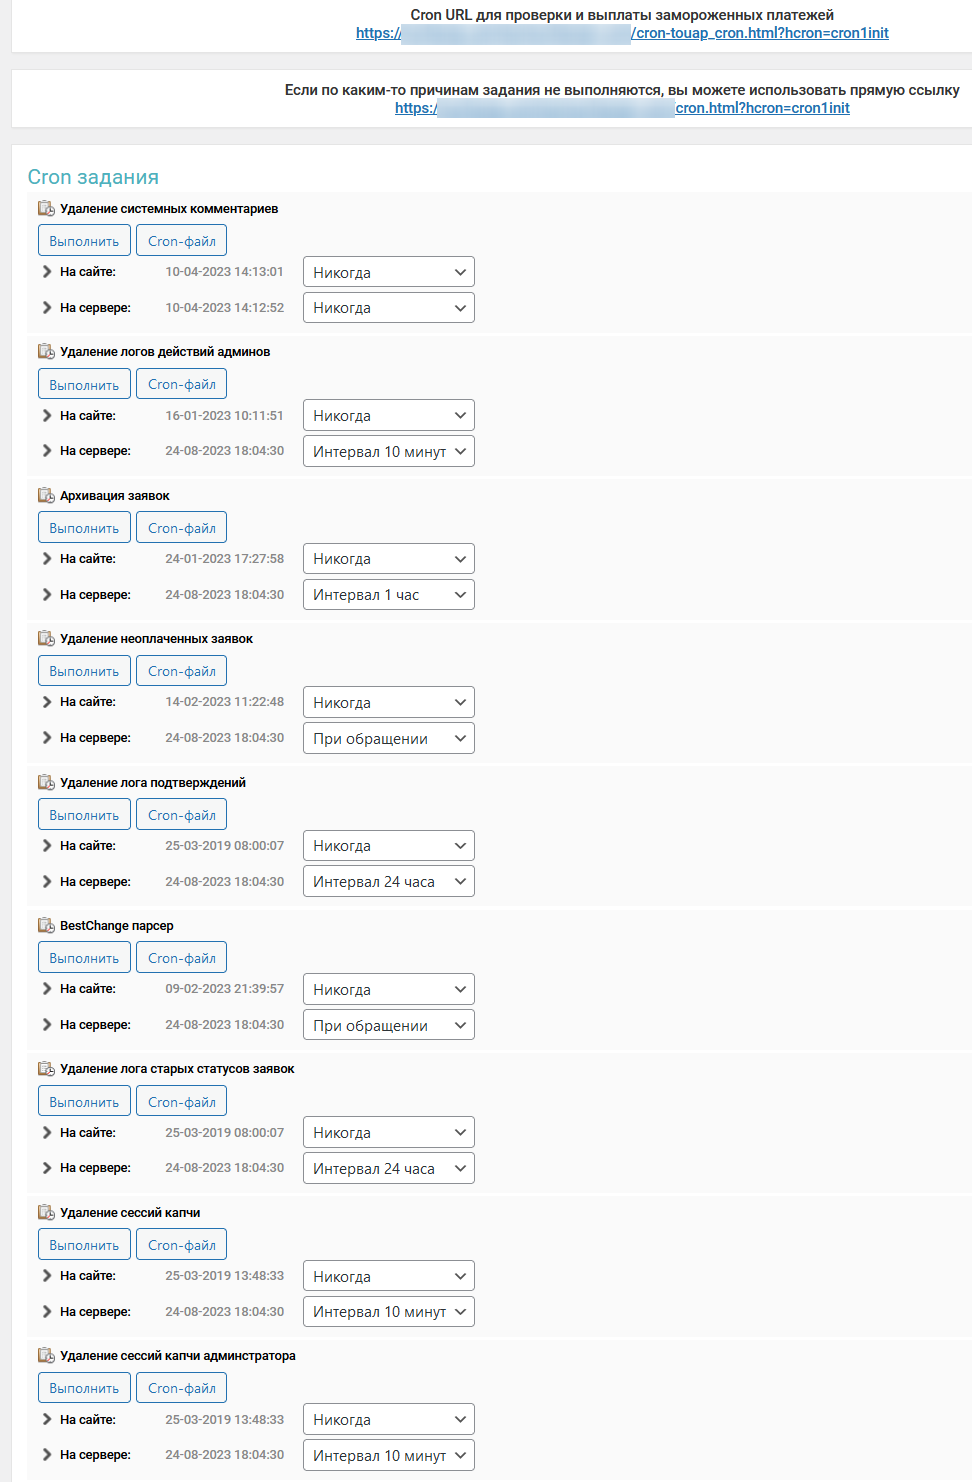 Cron URL для проверки и выплаты замороженных платежей
https:/ /cron-touap_cron.html?hcron=cron1init
Если по каким-то причинам задания не выполняются, вы можете использовать прямую ссылку
https:/ cron.html?hcron=cron1init
Cron задания
Удаление системных комментариев
Выполнить Cron-файл
На сайте: 10-04-2023 14:13:01 Никогда
На сервере: 10-04-2023 14:12:52 Никогда
Удаление логов действий админов
Выполнить Cron-файл
На сайте: 16-01-2023 10:11:51 Никогда
На сервере: 24-08-2023 18:04:30 Интервал 10 минут
Архивация заявок
Выполнить Cron-файл
На сайте: 24-01-2023 17:27:58 Никогда
На сервере: 24-08-2023 18:04:30 Интервал 1 час
Удаление неоплаченных заявок
Выполнить Cron-файл
На сайте: 14-02-2023 11:22:48 Никогда
На сервере: 24-08-2023 18:04:30 При обращении
Удаление лога подтверждений
Выполнить Cron-файл
На сайте: 25-03-2019 08:00:07 Никогда
На сервере: 24-08-2023 18:04:30 Интервал 24 часа
BestChange парсер
Выполнить Cron-файл
На сайте: 09-02-2023 21:39:57 Никогда
На сервере: 24-08-2023 18:04:30 При обращении
Удаление лога старых статусов заявок
Выполнить Cron-файл
На сайте: 25-03-2019 08:00:07 Никогда
На сервере: 24-08-2023 18:04:30 Интервал 24 часа
Удаление сессий капчи
Выполнить Cron-файл
На сайте: 25-03-2019 13:48:33 Никогда
На сервере: 24-08-2023 18:04:30 Интервал 10 минут
Удаление сессий капчи админстратора
Выполнить Cron-файл
На сайте: 25-03-2019 13:48:33 Никогда
На сервере: 24-08-2023 18:04:30 Интервал 10 минут